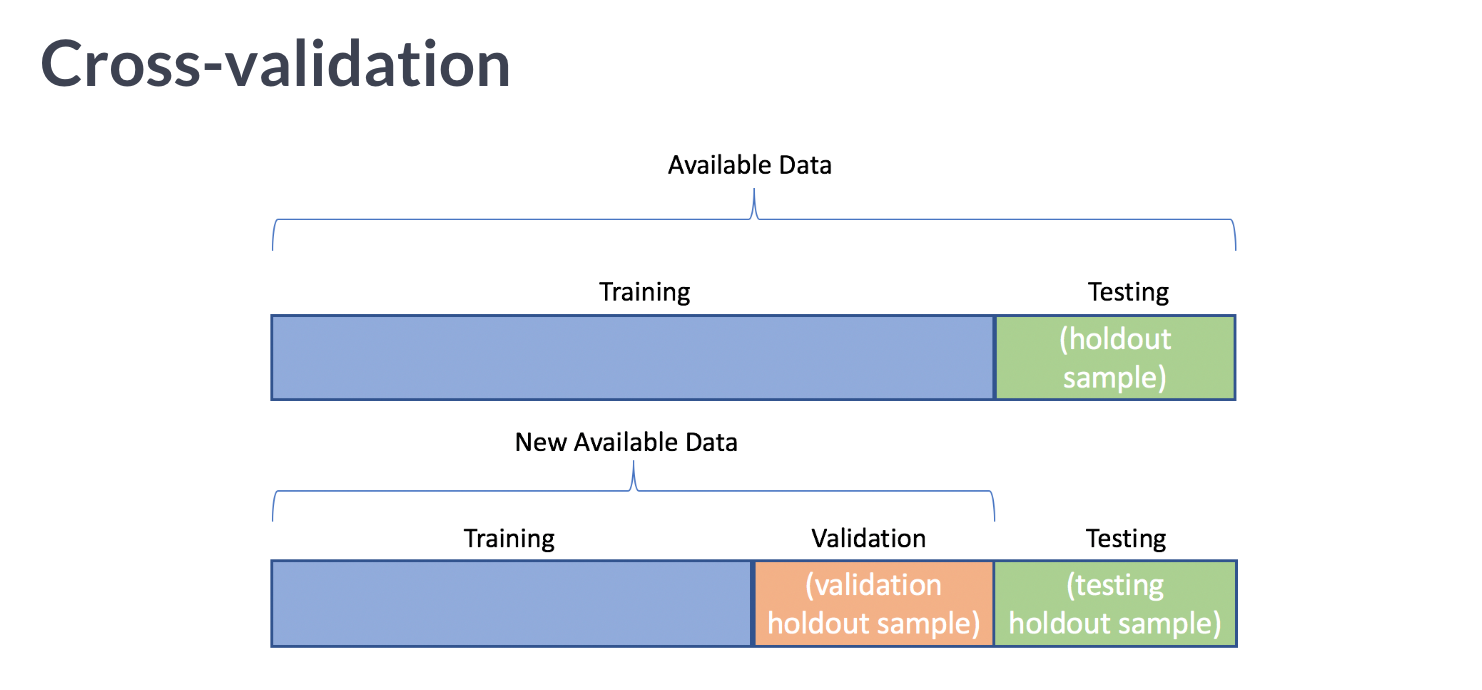 Cross-validation
Available Data
Training
Testing
(holdout
sample)
New Available Data
Training
Validation
Testing
(validation
holdout sample)
(testing
holdout sample)